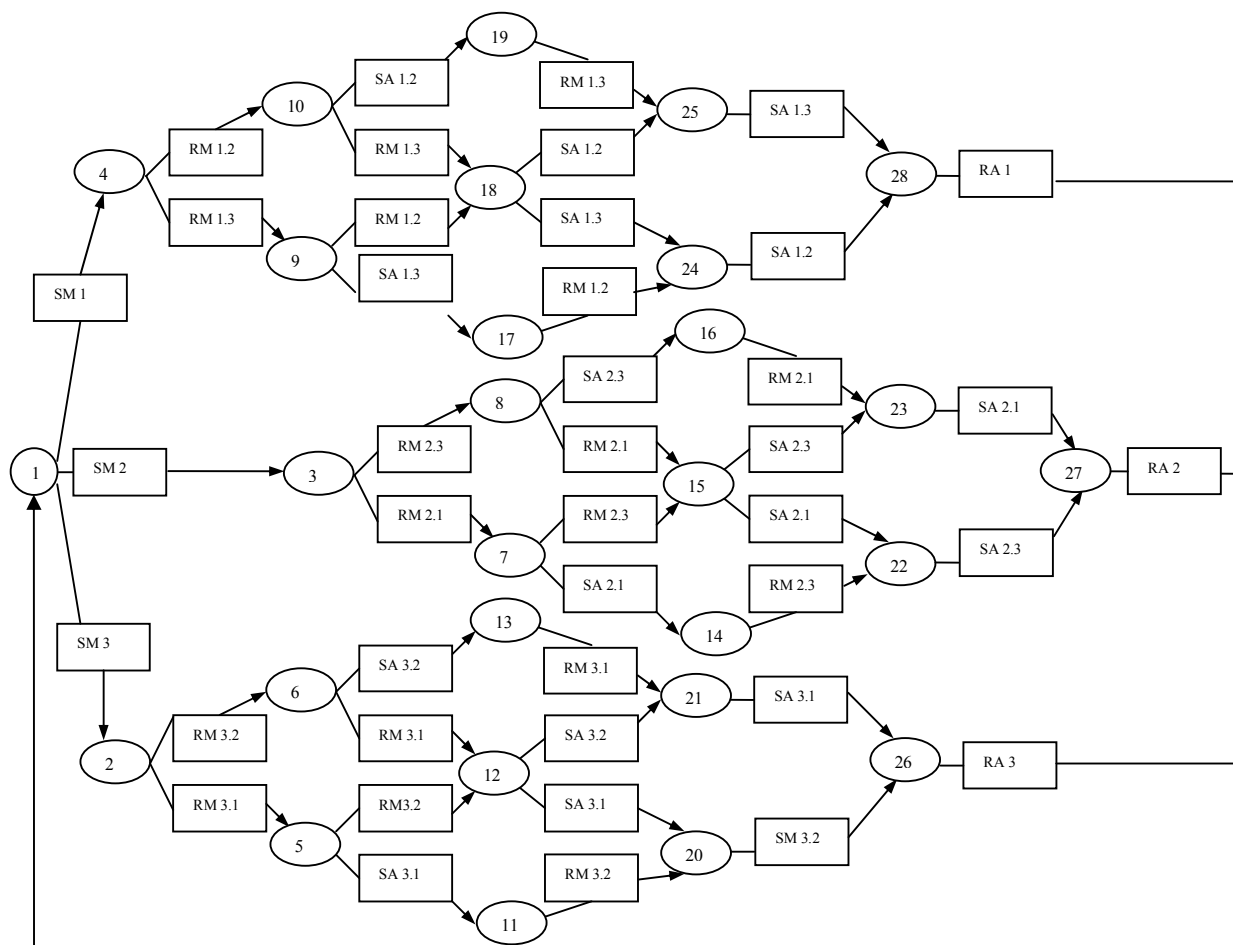 19
SA 1.2
RM 1.3
10
25
SA 1.3
RM 1.2
RM 1.3
SA 1.2
4
18
28
RA 1
RM 1.3
RM 1.2
SA 1.3
SA 1.2
9
24
SA 1.3
RM 1.2
SM 1
17
16
SA 2.3
RM 2.1
8
23
SA 2.1
RM 2.3
RM 2.1
SA 2.3
1
SM 2
3
15
27
RA 2
RM 2.1
RM 2.3
SA 2.1
SA 2.3
7
22
SA 2.1
RM 2.3
13
14
SM 3
SA 3.2
RM 3.1
6
21
SA 3.1
RM 3.2
RM 3.1
SA 3.2
2
12
26
RA 3
RM 3.1
RM3.2
SA 3.1
SM 3.2
5
20
SA 3.1
RM 3.2
11